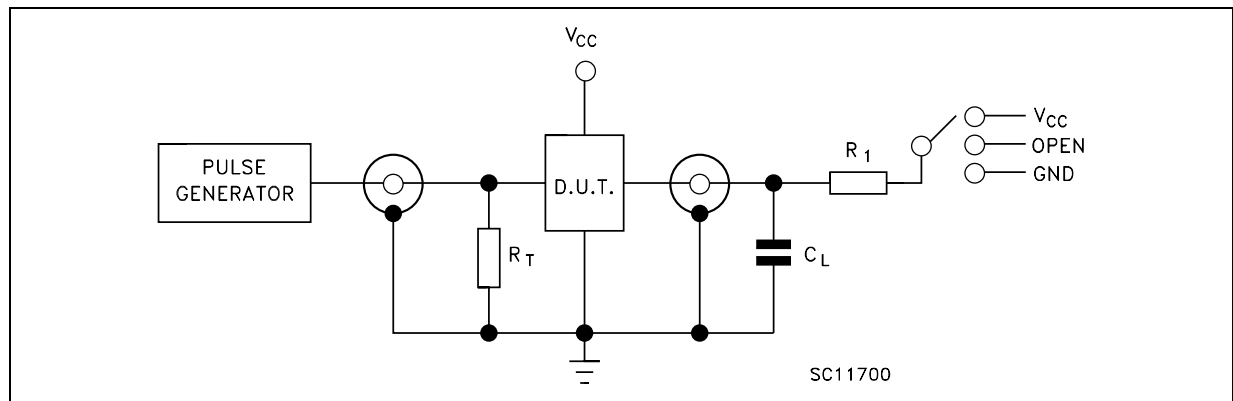 VCC
PULSE
GENERATOR
D.U.T.
RT
R1
CL
VCC
OPEN
GND
SC11700